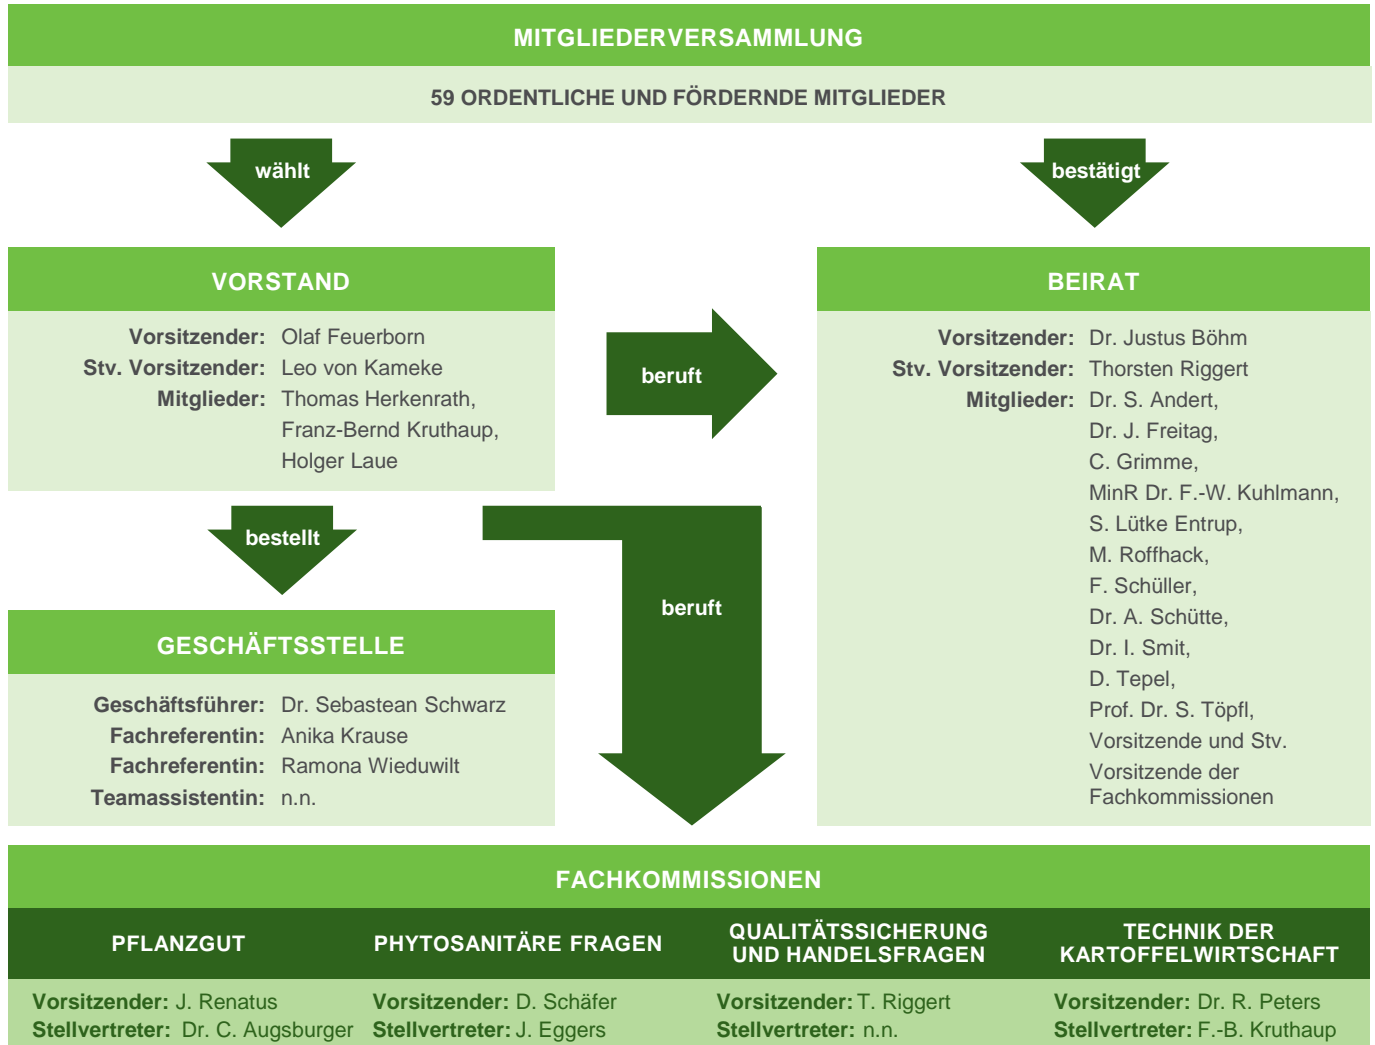 MITGLIEDERVERSAMMLUNG
59 ORDENTLICHE UND FÖRDERNDE MITGLIEDER
wählt
bestätigt
VORSTAND
Vorsitzender: Olaf Feuerborn
Stv. Vorsitzender: Leo von Kameke
Mitglieder: Thomas Herkenrath,
Franz-Bernd Kruthaup,
Holger Laue
beruft
BEIRAT
Vorsitzender: Dr. Justus Böhm
Stv. Vorsitzender: Thorsten Riggert
Mitglieder: Dr. S. Andert,
Dr. J. Freitag,
C. Grimme,
MinR Dr. F.-W. Kuhlmann,
S. Lütke Entrup,
M. Roffhack,
F. Schüller,
Dr. A. Schütte,
Dr. I. Smit,
D. Tepel,
Prof. Dr. S. Töpfl,
Vorsitzende und Stv.
Vorsitzende der
Fachkommissionen
bestellt
beruft
GESCHÄFTSSTELLE
Geschäftsführer: Dr. Sebastean Schwarz
Fachreferentin: Anika Krause
Fachreferentin: Ramona Wieduwilt
Teamassistentin: n.n.
FACHKOMMISSIONEN
PFLANZGUT
Vorsitzender: J. Renatus
Stellvertreter: Dr. C. Augsburger
PHYTOSANITÄRE FRAGEN
Vorsitzender: D. Schäfer
Stellvertreter: J. Eggers
QUALITÄTSSICHERUNG
UND HANDELSFRAGEN
Vorsitzender: T. Riggert
Stellvertreter: n.n.
TECHNIK DER
KARTOFFELWIRTSCHAFT
Vorsitzender: Dr. R. Peters
Stellvertreter: F.-B. Kruthaup